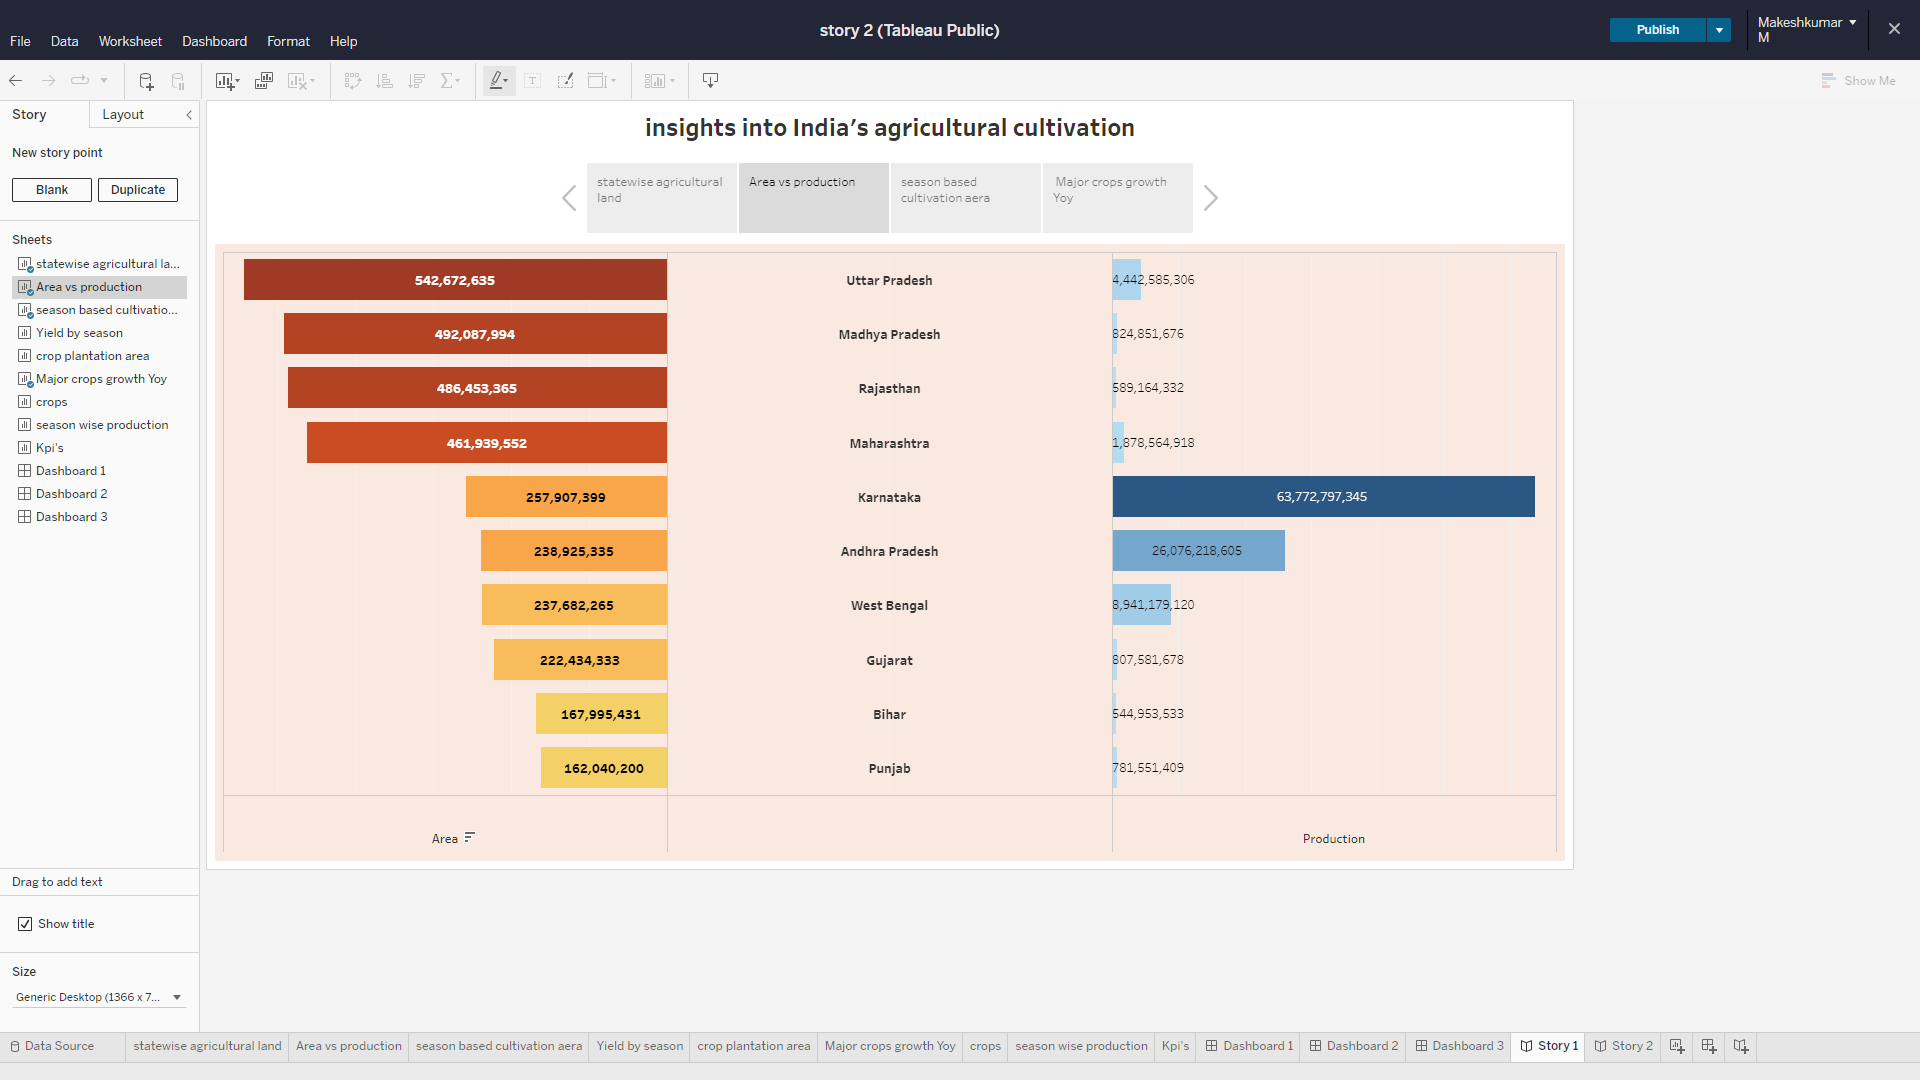 story 2 (Tableau Public)
Publish
Makeshkumar
M
File Data Worksheet Dashboard Format Help
Show Me
Story Layout
New story point
Blank Duplicate
Sheets
statewise agricultural la...
Area vs production
season based cultivatio...
Yield by season
crop plantation area
Major crops growth Yoy
crops
season wise production
Kpi's
Dashboard 1
Dashboard 2
Dashboard 3
Drag to add text
Show title
Size
Generic Desktop (1366 x 7...
insights into India's agricultural cultivation
statewise agricultural
land
Area vs production
season based
cultivation aera
Major crops growth
Yoy
542,672,635 Uttar Pradesh 4,442,585,306
492,087,994 Madhya Pradesh 824,851,676
486,453,365 Rajasthan 589,164,332
461,939,552 Maharashtra 1,878,564,918
257,907,399 Karnataka 63,772,797,345
238,925,335 Andhra Pradesh 26,076,218,605
237,682,265 West Bengal 8,941,179,120
222,434,333 Gujarat 807,581,678
167,995,431 Bihar 544,953,533
162,040,200 Punjab 781,551,409
Area Production
Data Source statewise agricultural land Area vs production season based cultivation aera Yield by season crop plantation area Major crops growth Yoy crops season wise production Kpi's Dashboard 1 Dashboard 2 Dashboard 3 Story 1 Story 2